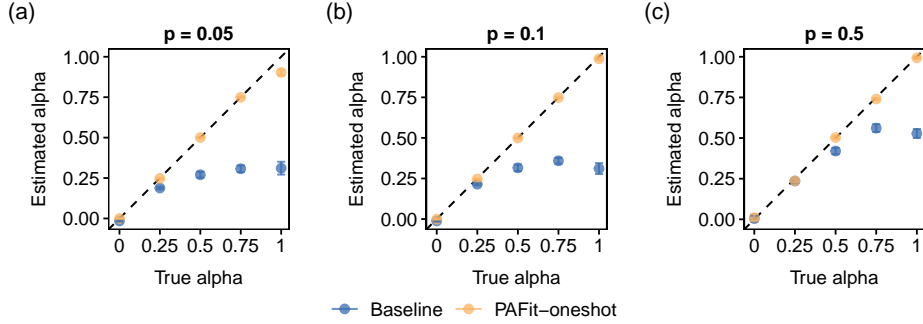 (a)
p = 0.05
Estimated alpha
1.00
0.75
0.50
0.25
0.00
0 0.25 0.5 0.75 1
True alpha
(b)
p = 0.1
Estimated alpha
1.00
0.75
0.50
0.25
0.00
0 0.25 0.5 0.75 1
True alpha
(c)
p = 0.5
Estimated alpha
1.00
0.75
0.50
0.25
0.00
0 0.25 0.5 0.75 1
True alpha
Baseline PAFit−oneshot